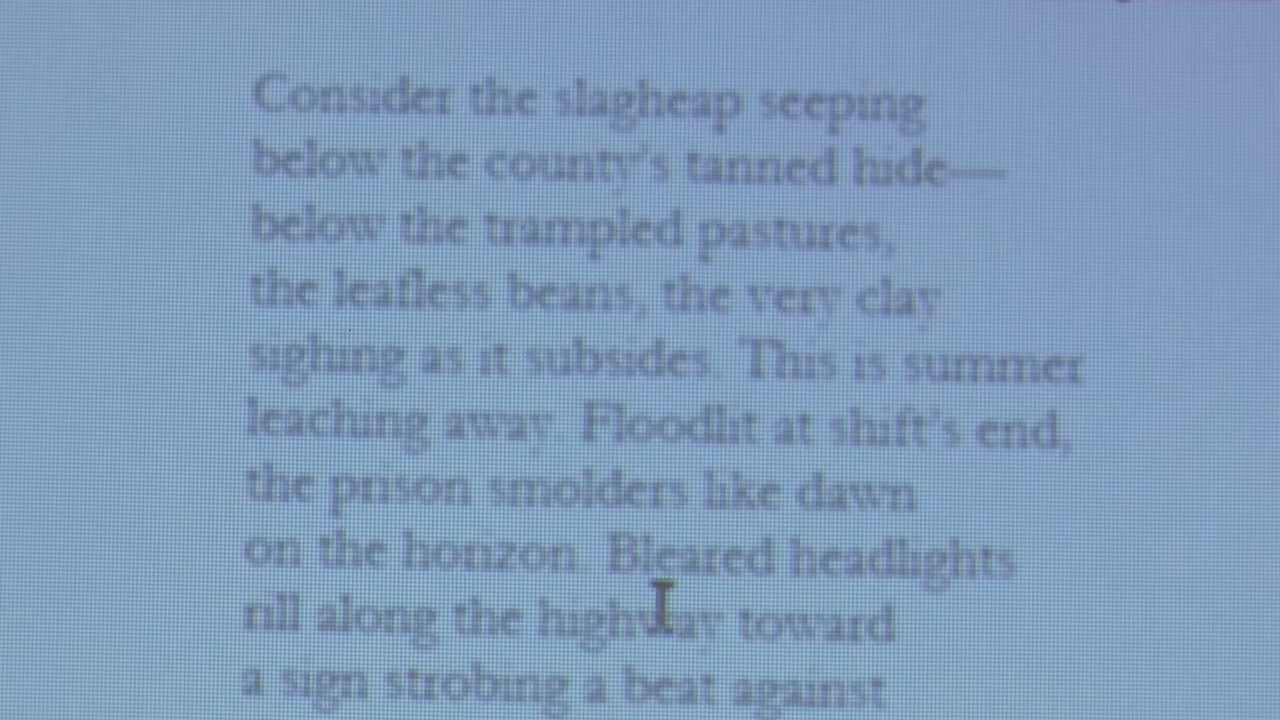 Consider the slagheap seeping
below the county's tanned hide—
below the trampled pastures,
the leafless beans, the very clay
sighing as it subsides. This is summer
leaching away. Floodlit at shift's end,
the prison smolders like dawn
on the horizon. Bleared headlights
rill along the highway toward
a sign strobing a beat against